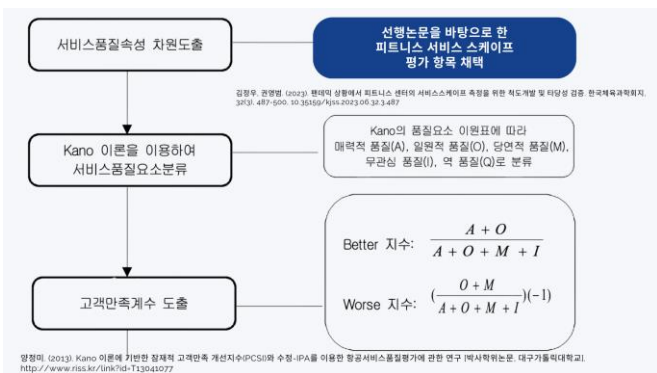 서비스품질속성 차원도출
선행논문을 바탕으로 한
피트니스 서비스 스케이프
평가 항목 채택
김정우, 권영범. (2023). 팬데믹 상황에서 피트니스 센터의 서비스스케이프 측정을 위한 척도개발 및 타당성 검증. 한국체육과학회지,
32(3), 487-500. 10.35159/kjss.2023.06.32.3.487
Kano 이론을 이용하여
서비스품질요소분류
Kano의 품질요소 이원표에 따라
매력적 품질(A), 일원적 품질(O), 당연적 품질(M),
무관심 품질(I), 역 품질(Q)로 분류
Better 지수: A + O / A + O + M + I
고객만족계수 도출
Worse 지수: (O + M / A + O + M + I)(-1)
양정미. (2013). Kano 이론에 기반한 잠재적 고객만족 개선지수(PCSI)와 수정-IPA를 이용한 항공서비스품질평가에 관한 연구 [박사학위논문, 대구가톨릭대학교].
http://www.riss.kr/link?id=T13041077